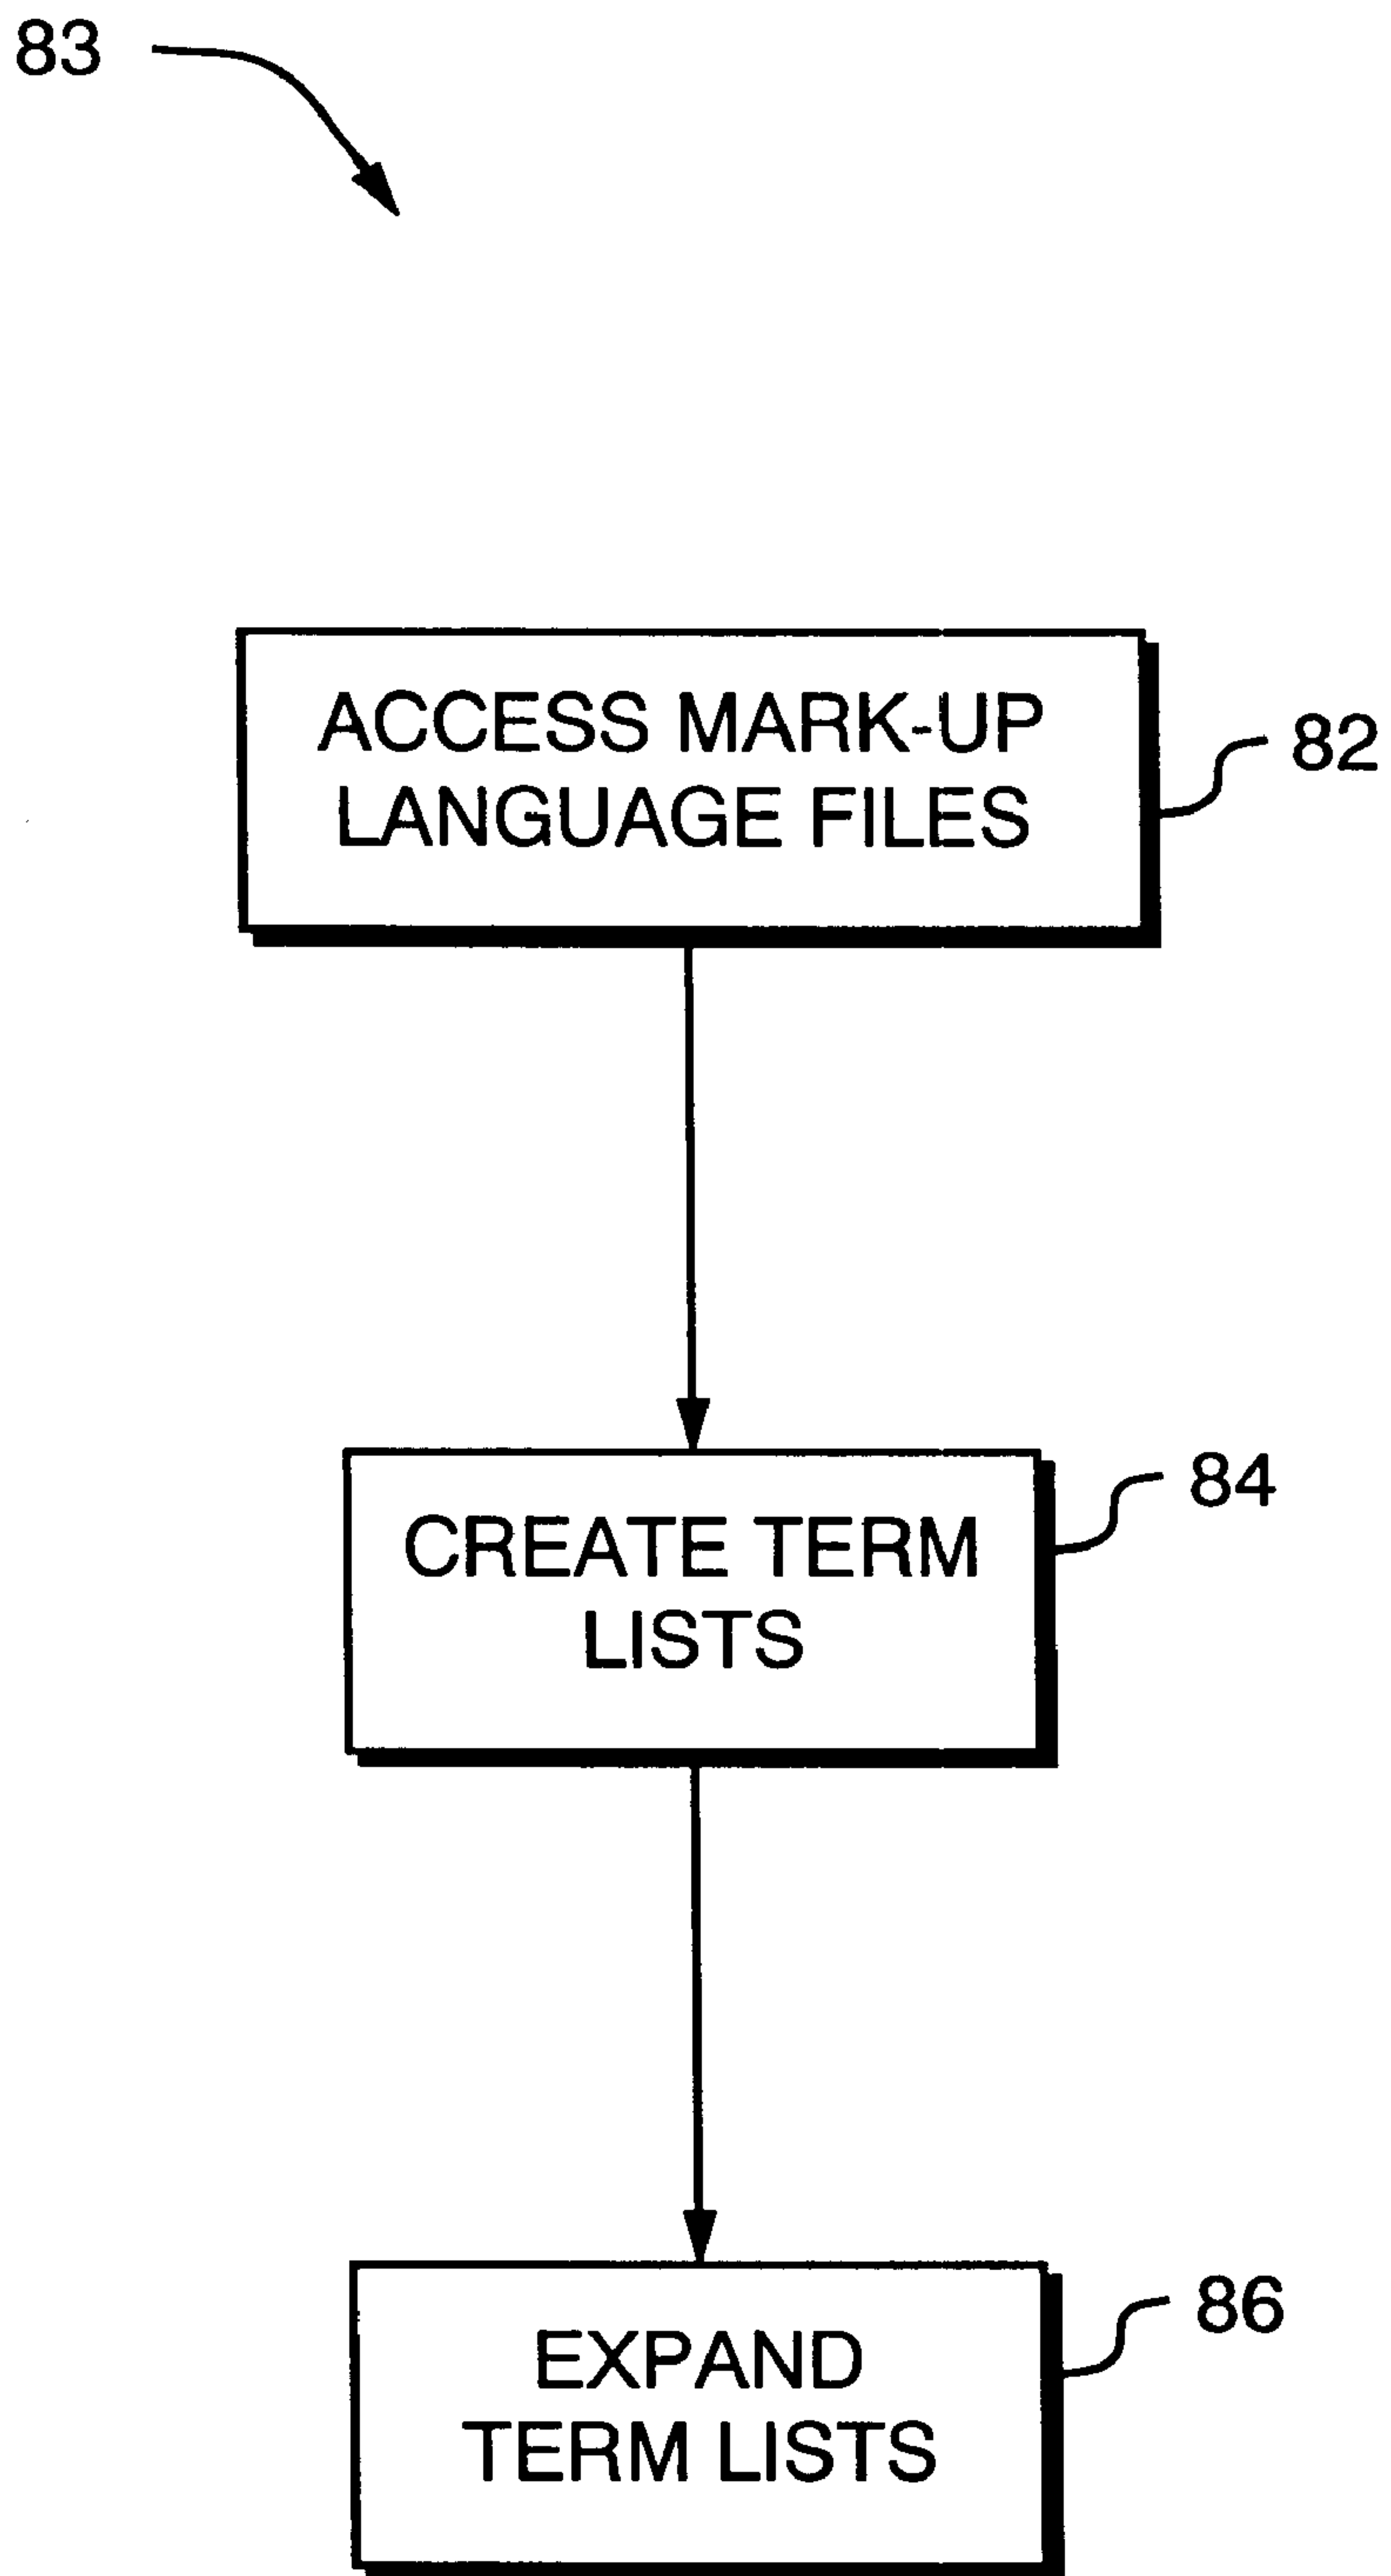 83
ACCESS MARK-UP
LANGUAGE FILES
82
CREATE TERM
LISTS
84
EXPAND
TERM LISTS
86